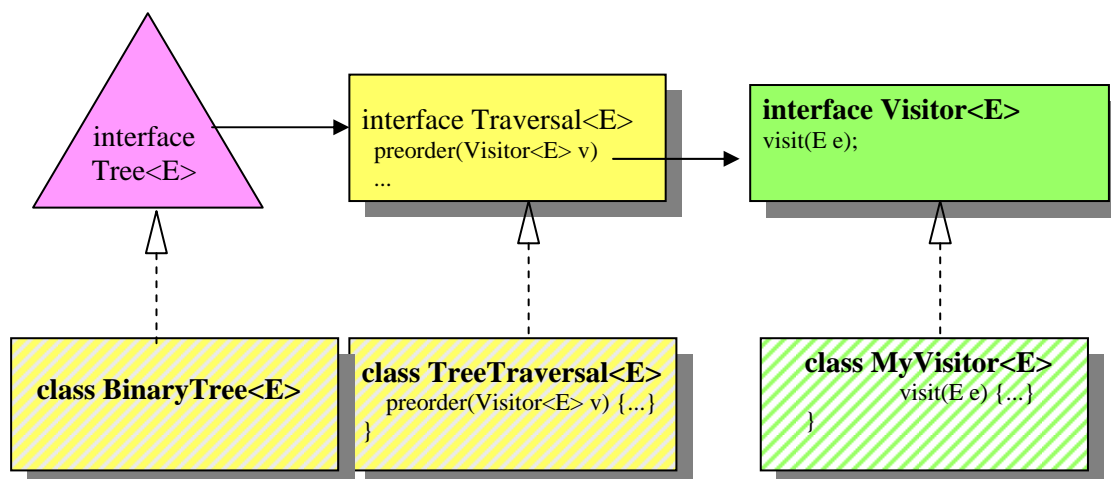 interface
Tree<E>
interface Traversal<E>
preorder(Visitor<E> v)
...
interface Visitor<E>
visit(E e);
class BinaryTree<E>
class TreeTraversal<E>
preorder(Visitor<E> v) {...}
}
class MyVisitor<E>
visit(E e) {...}
}